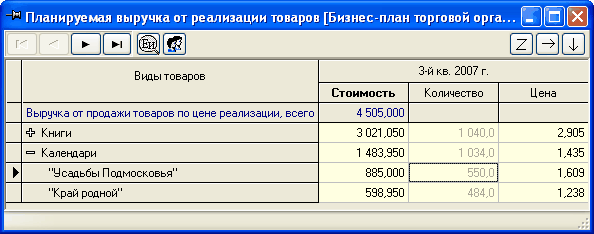 Планируемая выручка от реализации товаров [Бизнес-план торговой орга...
Еи
Z
Виды товаров
3-й кв. 2007 г.
Стоимость Количество Цена
Выручка от продажи товаров по цене реализации, всего 4 505,000
Книги 3 021,050 1 040,0 2,905
Календари 1 483,950 1 034,0 1,435
"Усадьбы Подмосковья" 885,000 550,0 1,609
"Край родной" 598,950 484,0 1,238